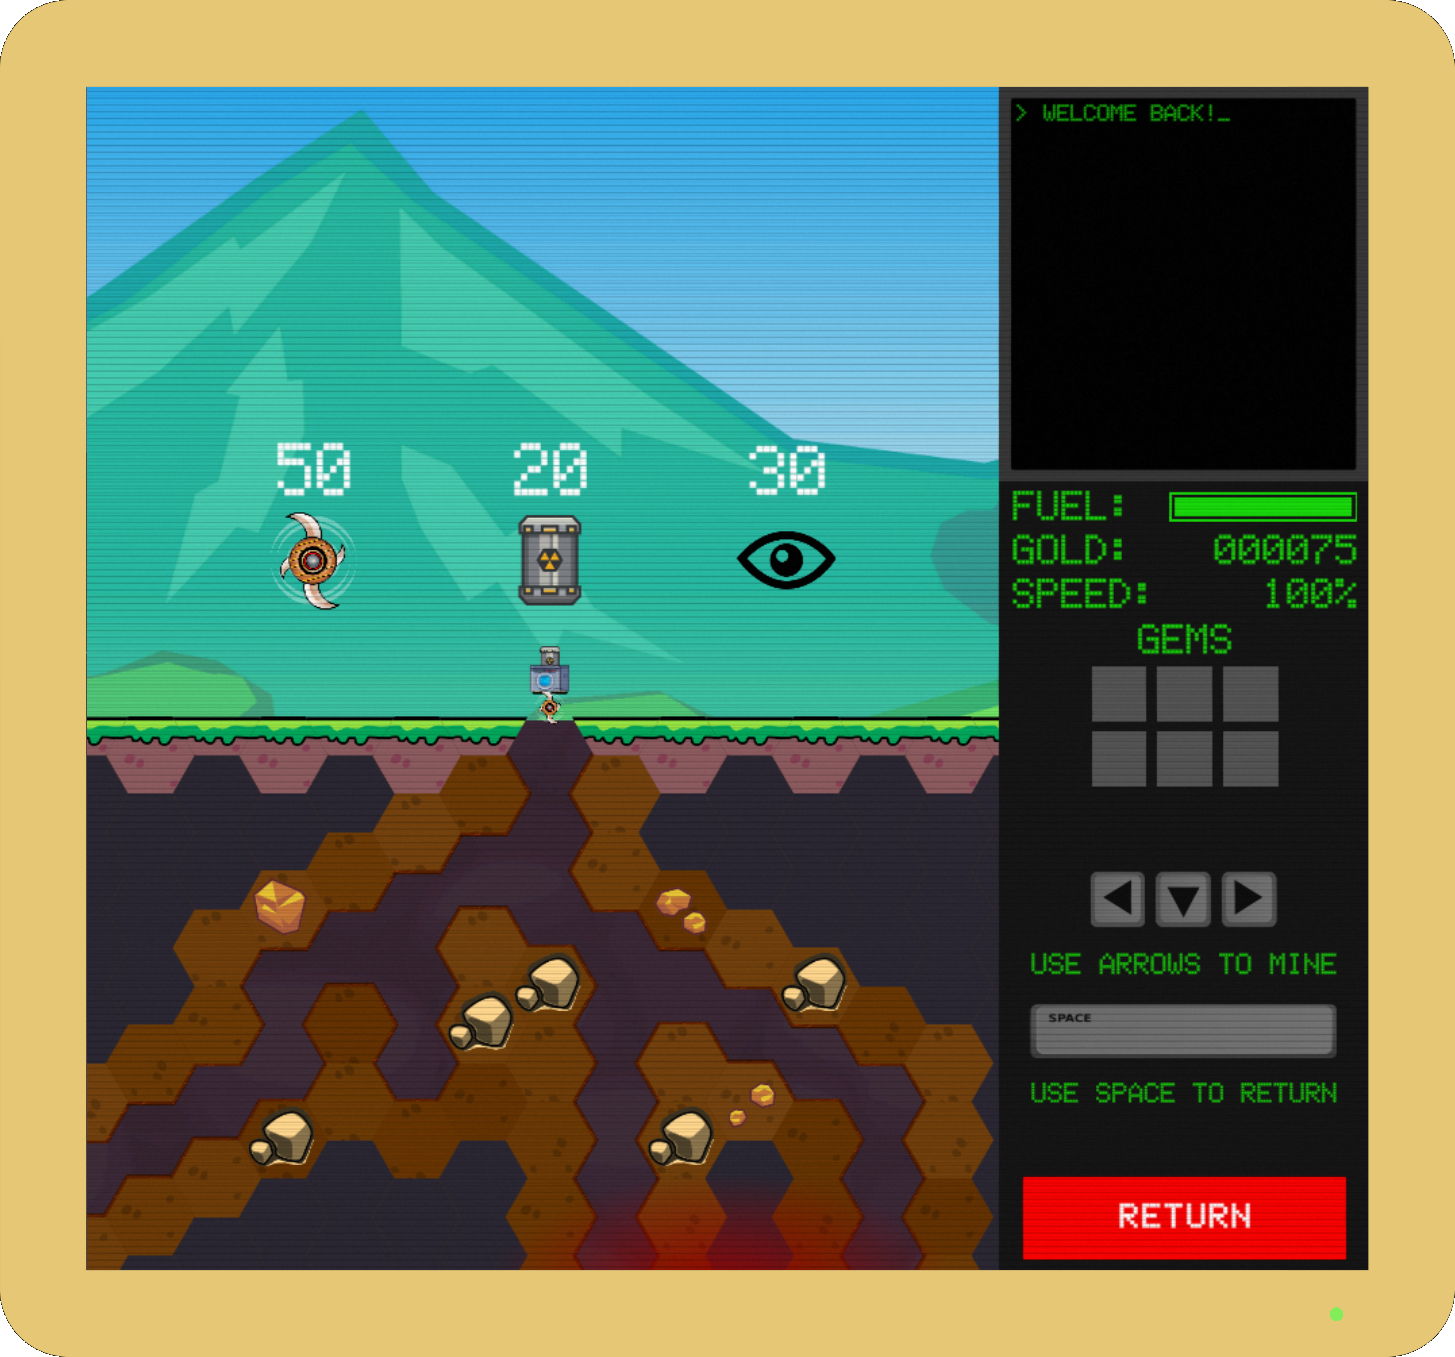 > WELCOME BACK!_
50 20 30
FUEL:
GOLD: 000075
SPEED: 100%
GEMS
USE ARROWS TO MINE
SPACE
USE SPACE TO RETURN
RETURN